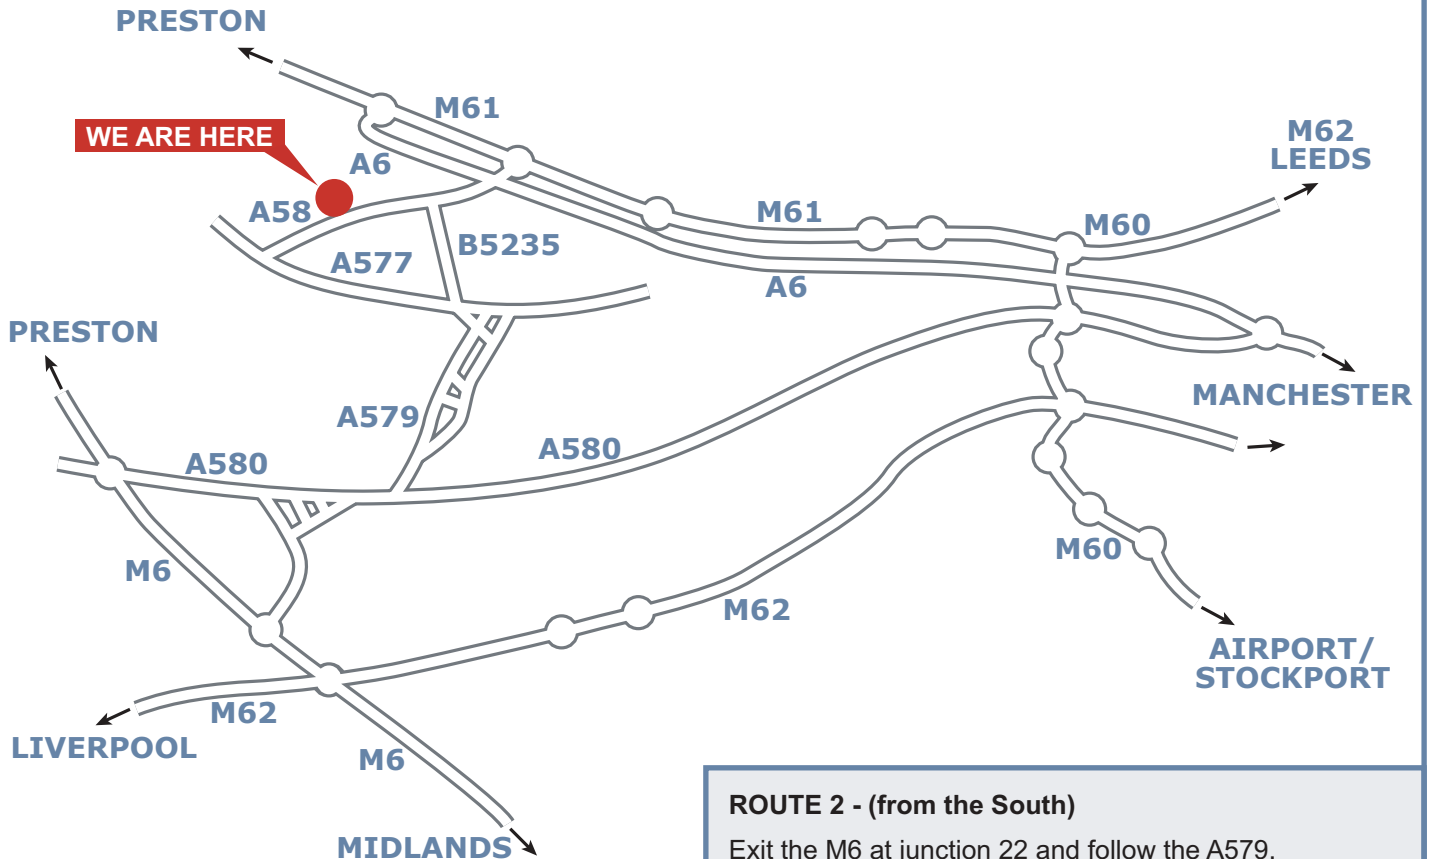 PRESTON
M61
WE ARE HERE
A6
M62
LEEDS
A58
M61
M60
B5235
A577
A6
PRESTON
MANCHESTER
A579
A580
A580
M60
M6
M62
AIRPORT/
STOCKPORT
M62
LIVERPOOL
M6
MIDLANDS
ROUTE 2 - (from the South)
Exit the M6 at junction 22 and follow the A579.